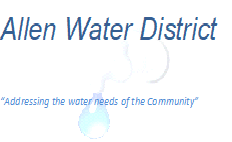 Allen Water District
"Addressing the water needs of the Community"